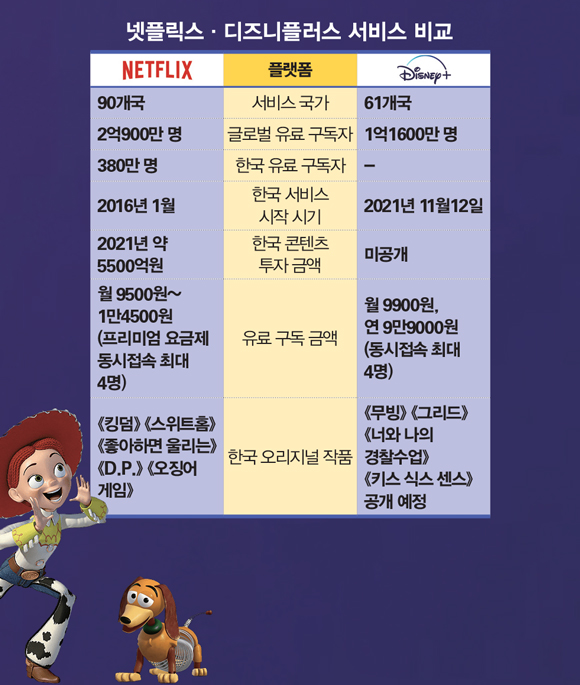 넷플릭스 · 디즈니플러스 서비스 비교
NETFLIX 플랫폼 Disney+
90개국 서비스 국가 61개국
2억900만 명 글로벌 유료 구독자 1억1600만 명
380만 명 한국 유료 구독자 –
2016년 1월 한국 서비스 2021년 11월12일
시작 시기
2021년 약 한국 콘텐츠 미공개
5500억원 투자 금액
월 9500원~
1만4500원
(프리미엄 요금제
동시접속 최대
4명)
유료 구독 금액
월 9900원,
연 9만9000원
(동시접속 최대
4명)
《킹덤》 《스위트홈》
《좋아하면 울리는》
《D.P.》 《오징어
게임》
한국 오리지널 작품
《무빙》 《그리드》
《너와 나의
경찰수업》
《키스 식스 센스》
공개 예정